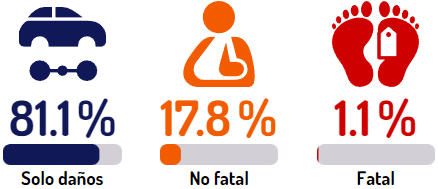 81.1 % 17.8 % 1.1 %
Solo daños No fatal Fatal